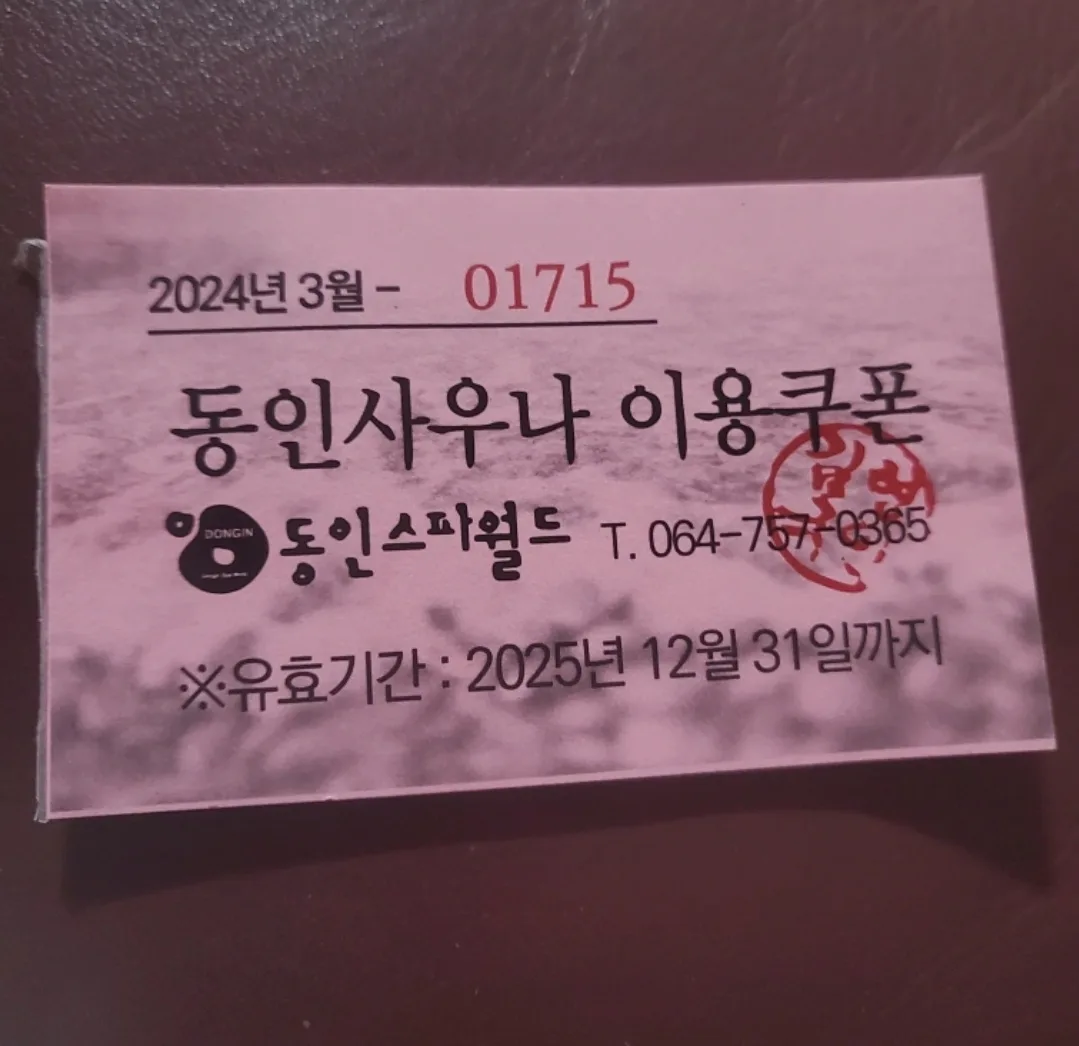 2024년 3월 - 01715
동인사우나 이용쿠폰
DONGIN 동인스파월드 T. 064-757-0365
※유효기간 : 2025년 12월 31일까지